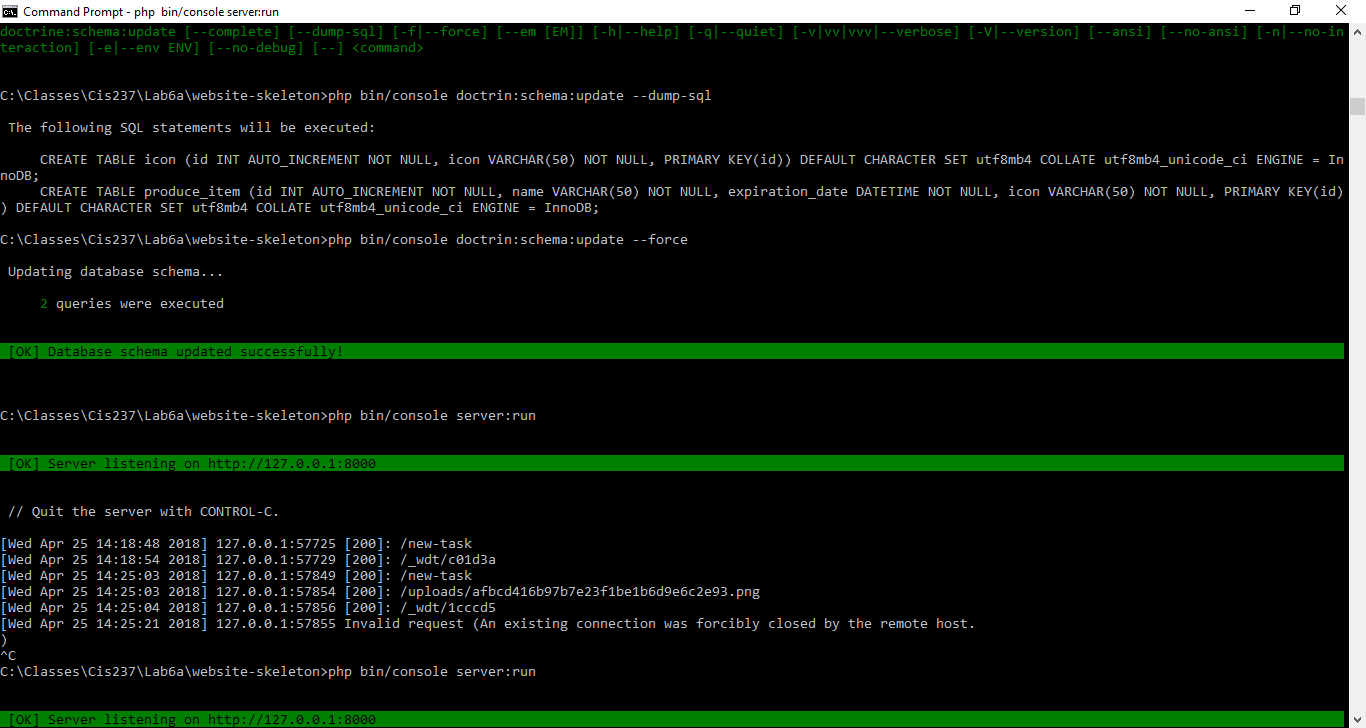 Command Prompt - php  bin/console server:run
doctrine:schema:update [--complete] [--dump-sql] [-f|--force] [--em [EM]] [-h|--help] [-q|--quiet] [-v|vv|vvv|--verbose] [-V|--version] [--ansi] [--no-ansi] [-n|--no-in
teraction] [-e|--env ENV] [--no-debug] [--] <command>
C:\Classes\Cis237\Lab6a\website-skeleton>php bin/console doctrin:schema:update --dump-sql
The following SQL statements will be executed:
CREATE TABLE icon (id INT AUTO_INCREMENT NOT NULL, icon VARCHAR(50) NOT NULL, PRIMARY KEY(id)) DEFAULT CHARACTER SET utf8mb4 COLLATE utf8mb4_unicode_ci ENGINE = In
noDB;
CREATE TABLE produce_item (id INT AUTO_INCREMENT NOT NULL, name VARCHAR(50) NOT NULL, expiration_date DATETIME NOT NULL, icon VARCHAR(50) NOT NULL, PRIMARY KEY(id)
) DEFAULT CHARACTER SET utf8mb4 COLLATE utf8mb4_unicode_ci ENGINE = InnoDB;
C:\Classes\Cis237\Lab6a\website-skeleton>php bin/console doctrin:schema:update --force
Updating database schema...
2 queries were executed
[OK] Database schema updated successfully!
C:\Classes\Cis237\Lab6a\website-skeleton>php bin/console server:run
[OK] Server listening on http://127.0.0.1:8000
// Quit the server with CONTROL-C.
[Wed Apr 25 14:18:48 2018] 127.0.0.1:57725 [200]: /new-task
[Wed Apr 25 14:18:54 2018] 127.0.0.1:57729 [200]: /_wdt/c01d3a
[Wed Apr 25 14:25:03 2018] 127.0.0.1:57849 [200]: /new-task
[Wed Apr 25 14:25:03 2018] 127.0.0.1:57854 [200]: /uploads/afbcd416b97b7e23f1be1b6d9e6c2e93.png
[Wed Apr 25 14:25:04 2018] 127.0.0.1:57856 [200]: /_wdt/1cccd5
[Wed Apr 25 14:25:21 2018] 127.0.0.1:57855 Invalid request (An existing connection was forcibly closed by the remote host.
)
^C
C:\Classes\Cis237\Lab6a\website-skeleton>php bin/console server:run
[OK] Server listening on http://127.0.0.1:8000